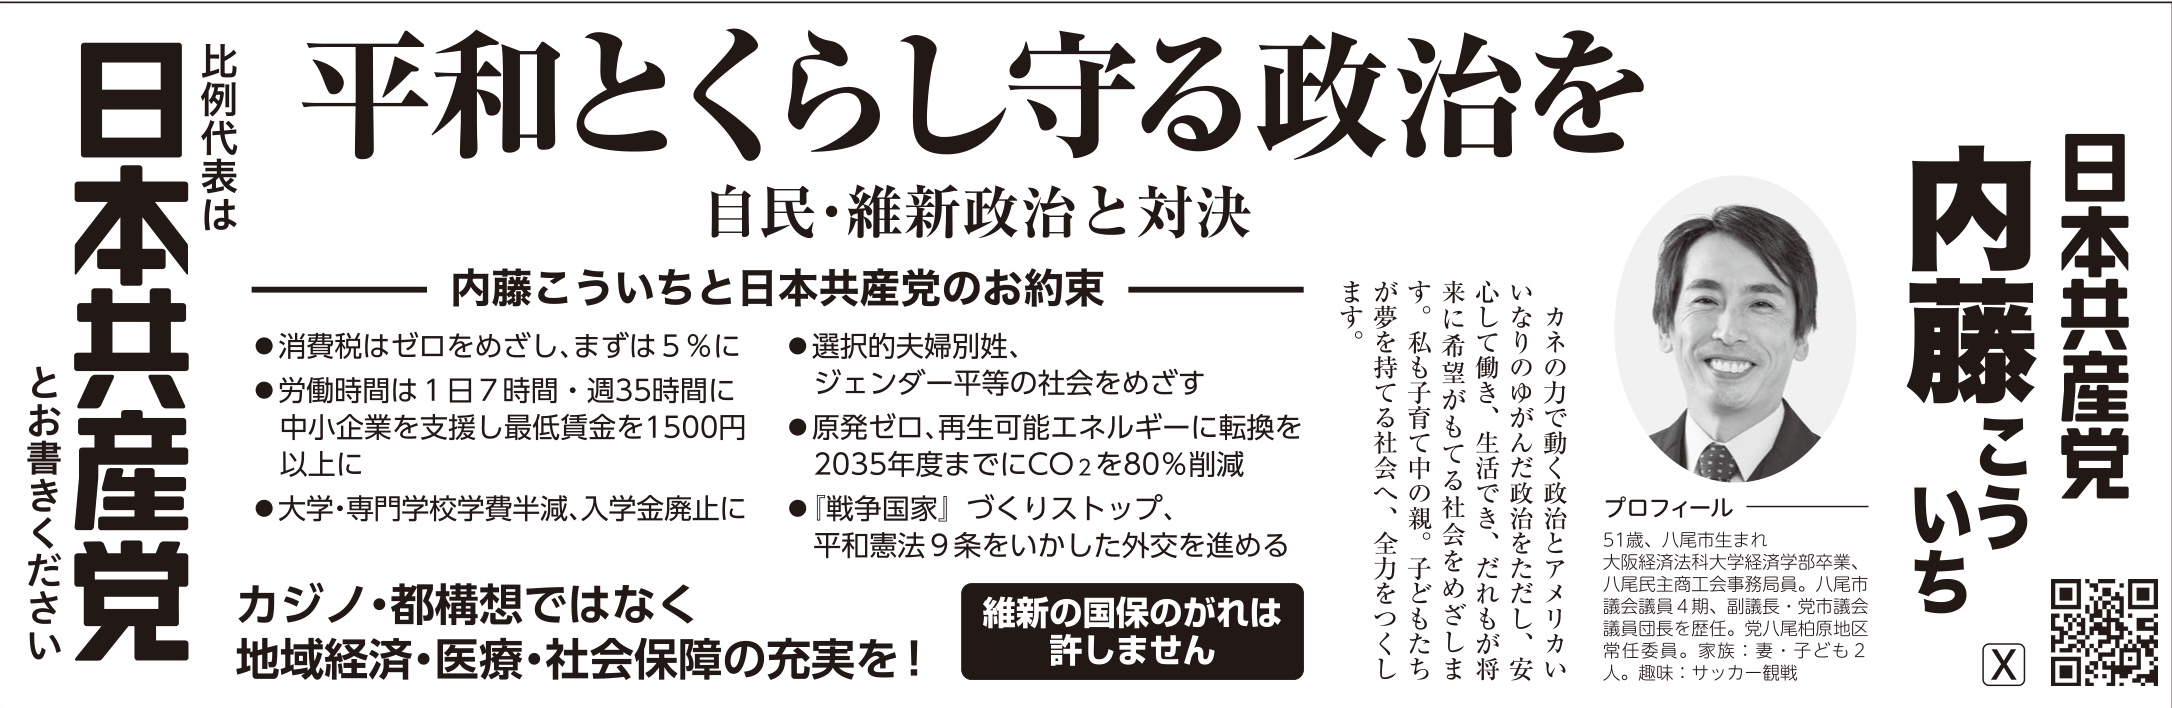 日本共産党
内藤こういち
X
平和とくらし守る政治を
自民・維新政治と対決
プロフィール
51歳、八尾市生まれ
大阪経済法科大学経済学部卒業、
八尾民主商工会事務局員。八尾市
議会議員４期、副議長・党市議会
議員団長を歴任。党八尾柏原地区
常任委員。家族：妻・子ども２
人。趣味：サッカー観戦
カネの力で動く政治とアメリカい
いなりのゆがんだ政治をただし、安
心して働き、生活でき、だれもが将
来に希望がもてる社会をめざしま
す。私も子育て中の親。子どもたち
が夢を持てる社会へ、全力をつくし
ます。
内藤こういちと日本共産党のお約束
●消費税はゼロをめざし、まずは５％に
●労働時間は１日７時間・週35時間に
中小企業を支援し最低賃金を1500円
以上に
●大学・専門学校学費半減、入学金廃止に
●選択的夫婦別姓、
ジェンダー平等の社会をめざす
●原発ゼロ、再生可能エネルギーに転換を
2035年度までにCO₂を80％削減
●『戦争国家』づくりストップ、
平和憲法９条をいかした外交を進める
カジノ・都構想ではなく
地域経済・医療・社会保障の充実を！
維新の国保のがれは
許しません
比例代表は
日本共産党
とお書きください